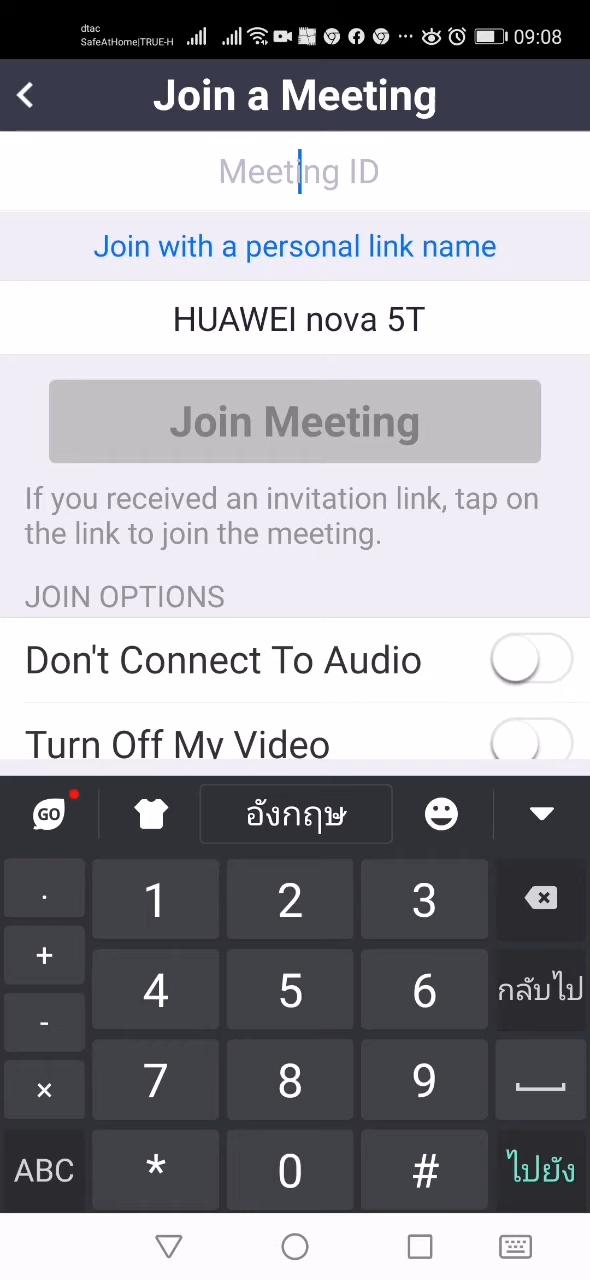 dtac
SafeAtHome|TRUE-H
09:08
Join a Meeting
Meeting ID
Join with a personal link name
HUAWEI nova 5T
Join Meeting
If you received an invitation link, tap on
the link to join the meeting.
JOIN OPTIONS
Don't Connect To Audio
Turn Off My Video
GO
อังกฤษ
. 1 2 3
+ 4 5 6 กลับไป
- 7 8 9
×
ABC * 0 # ไปยัง